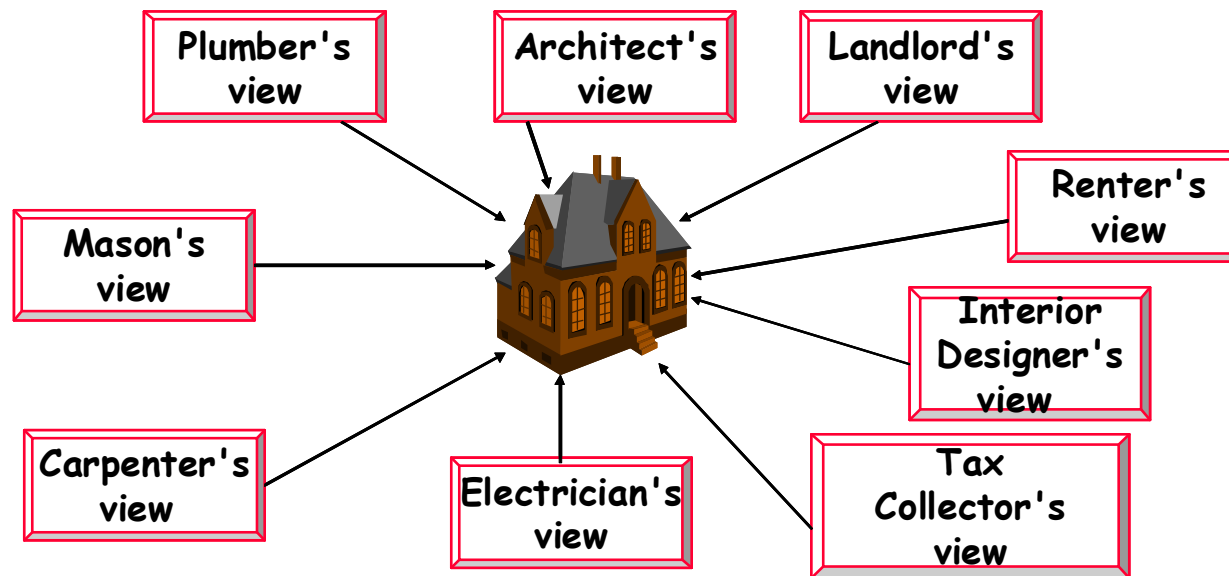 Plumber's
view
Architect's
view
Landlord's
view
Renter's
view
Mason's
view
Interior
Designer's
view
Carpenter's
view
Electrician's
view
Tax
Collector's
view